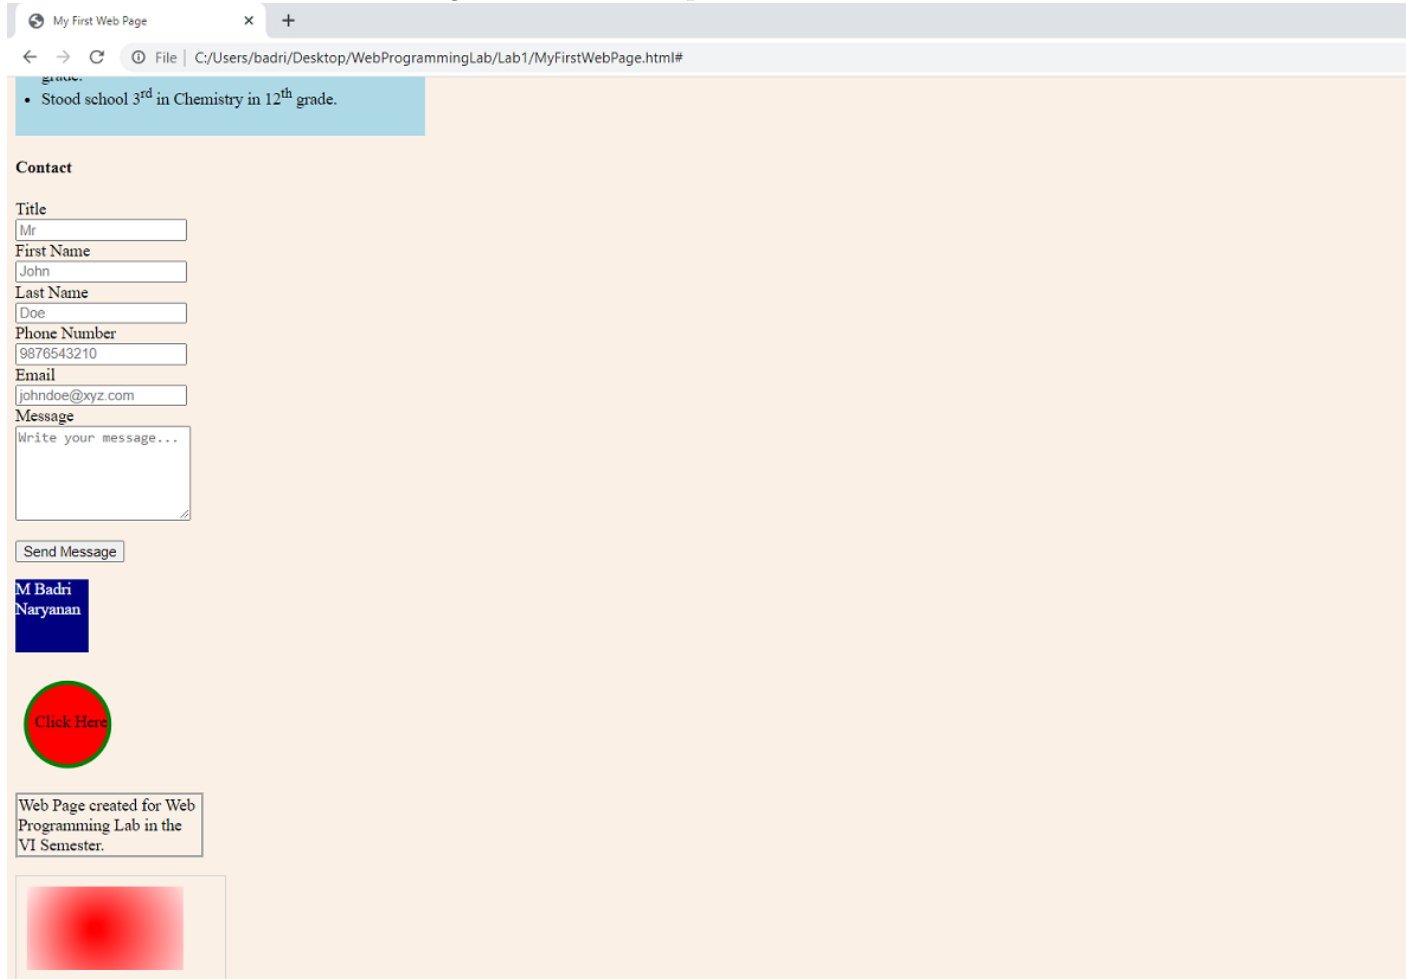 My First Web Page
File | C:/Users/badri/Desktop/WebProgrammingLab/Lab1/MyFirstWebPage.html#
grade.
• Stood school 3rd in Chemistry in 12th grade.
Contact
Title
Mr
First Name
John
Last Name
Doe
Phone Number
9876543210
Email
johndoe@xyz.com
Message
Write your message...
Send Message
M Badri
Naryanan
Click Here
Web Page created for Web
Programming Lab in the
VI Semester.